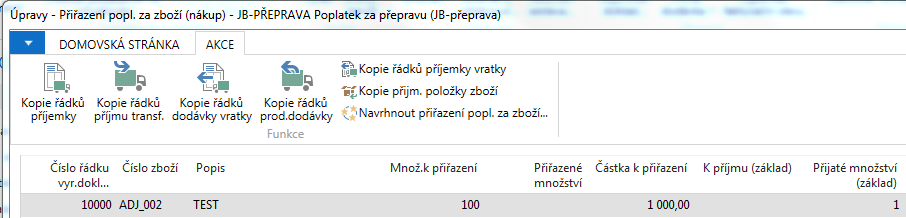 Úpravy - Přiřazení popl. za zboží (nákup) - JB-PŘEPRAVA Poplatek za přepravu (JB-přeprava)
DOMOVSKÁ STRÁNKA AKCE
Kopie řádků příjemky
Kopie řádků příjmu transf.
Kopie řádků dodávky vratky
Kopie řádků prod.dodávky
Kopie řádků příjemky vratky
Kopie přijm. položky zboží
Navrhnout přiřazení popl. za zboží...
Funkce
Číslo řádku vyr.dokl... Číslo zboží Popis Množ.k přiřazení Přiřazené množství Částka k přiřazení K příjmu (základ) Přijaté množství (základ)
10000 ADJ_002 TEST 100 1 000,00 1